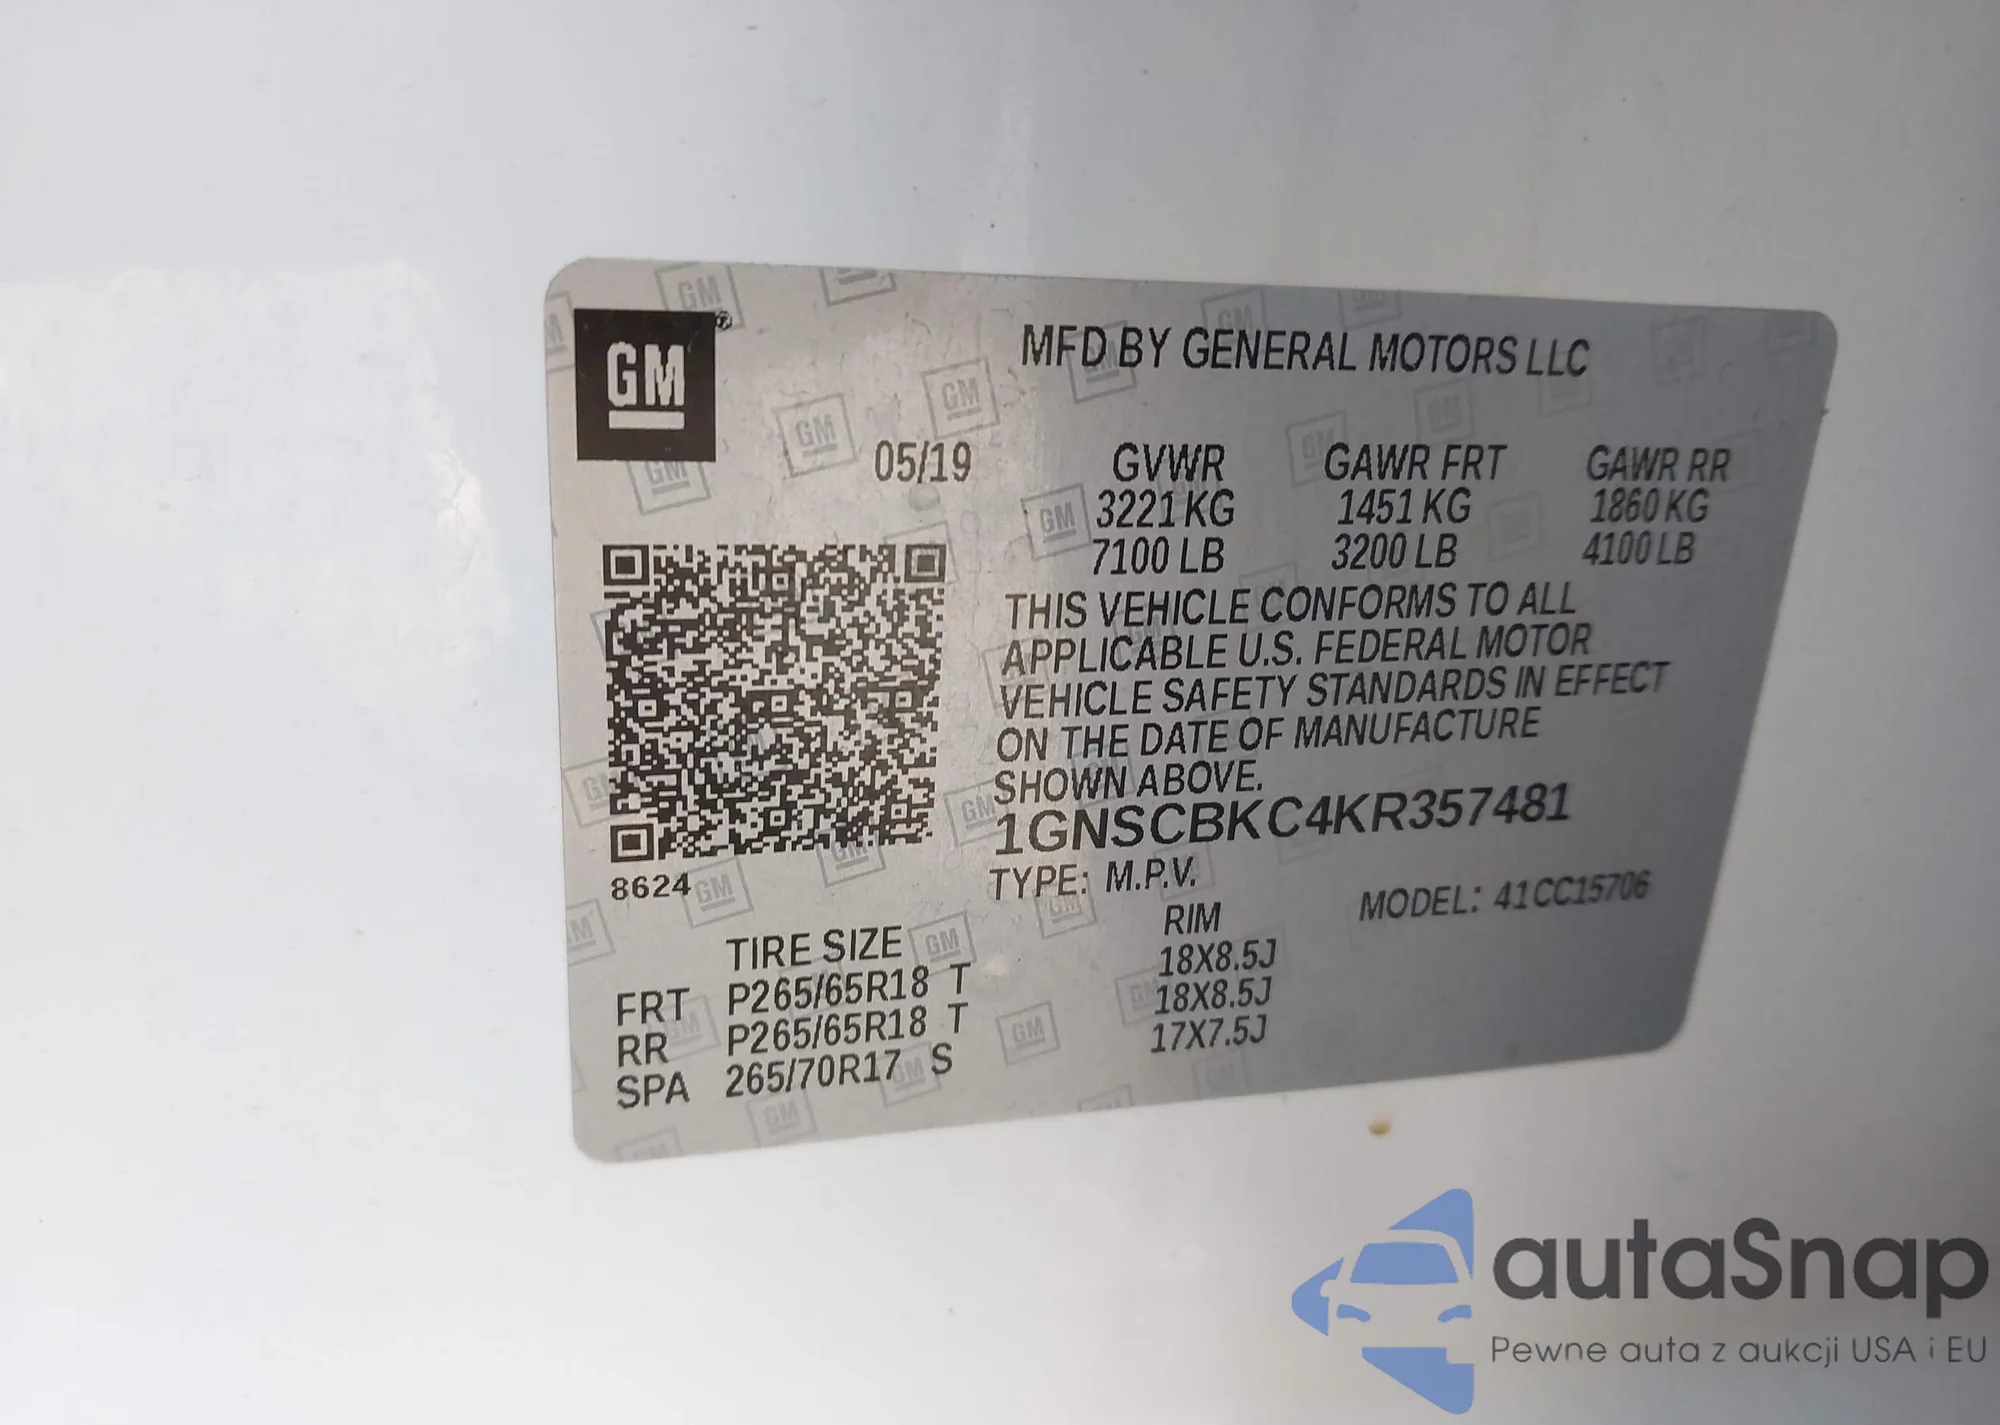 GM
MFD BY GENERAL MOTORS LLC
05/19
GVWR GAWR FRT GAWR RR
3221 KG 1451 KG 1860 KG
7100 LB 3200 LB 4100 LB
THIS VEHICLE CONFORMS TO ALL
APPLICABLE U.S. FEDERAL MOTOR
VEHICLE SAFETY STANDARDS IN EFFECT
ON THE DATE OF MANUFACTURE
SHOWN ABOVE.
1GNSCBKC4KR357481
8624
TYPE: M.P.V. MODEL: 41CC15706
TIRE SIZE RIM
FRT P265/65R18 T 18X8.5J
RR P265/65R18 T 18X8.5J
SPA 265/70R17 S 17X7.5J
autaSnap
Pewne auta z aukcji USA i EU